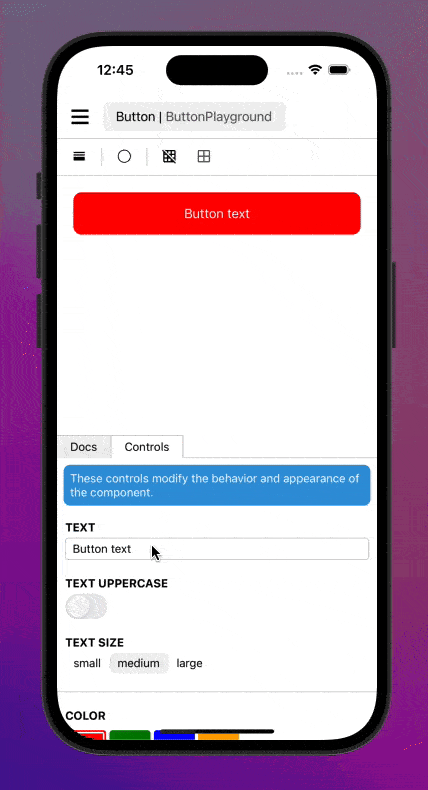 12:45
Button | ButtonPlayground
Button text
Docs Controls
These controls modify the behavior and appearance of
the component.
TEXT
Button text
TEXT UPPERCASE
TEXT SIZE
small medium large
COLOR